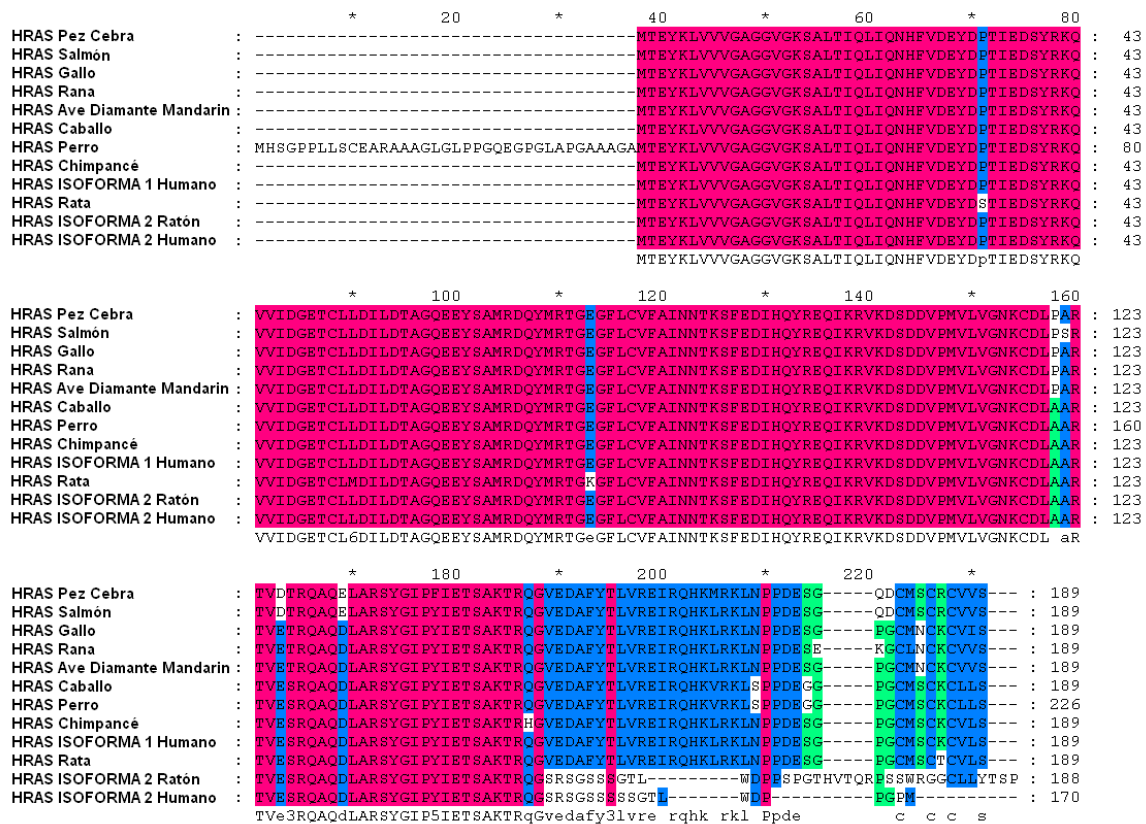 * 20 * 40 * 60 * 80
HRAS Pez Cebra : -------------------------------------MTEYKLVVVGAGGVGKSALTIQLIQNHFVDEYDPTIEDSYRKQ : 43
HRAS Salmón : -------------------------------------MTEYKLVVVGAGGVGKSALTIQLIQNHFVDEYDPTIEDSYRKQ : 43
HRAS Gallo : -------------------------------------MTEYKLVVVGAGGVGKSALTIQLIQNHFVDEYDPTIEDSYRKQ : 43
HRAS Rana : -------------------------------------MTEYKLVVVGAGGVGKSALTIQLIQNHFVDEYDPTIEDSYRKQ : 43
HRAS Ave Diamante Mandarin : -------------------------------------MTEYKLVVVGAGGVGKSALTIQLIQNHFVDEYDPTIEDSYRKQ : 43
HRAS Caballo : -------------------------------------MTEYKLVVVGAGGVGKSALTIQLIQNHFVDEYDPTIEDSYRKQ : 43
HRAS Perro : MHSGPPLLSCEARAAAGLGLPPGQEGPGLAPGAAAGAMTEYKLVVVGAGGVGKSALTIQLIQNHFVDEYDPTIEDSYRKQ : 80
HRAS Chimpancé : -------------------------------------MTEYKLVVVGAGGVGKSALTIQLIQNHFVDEYDPTIEDSYRKQ : 43
HRAS ISOFORMA 1 Humano : -------------------------------------MTEYKLVVVGAGGVGKSALTIQLIQNHFVDEYDPTIEDSYRKQ : 43
HRAS Rata : -------------------------------------MTEYKLVVVGAGGVGKSALTIQLIQNHFVDEYDSTIEDSYRKQ : 43
HRAS ISOFORMA 2 Ratón : -------------------------------------MTEYKLVVVGAGGVGKSALTIQLIQNHFVDEYDPTIEDSYRKQ : 43
HRAS ISOFORMA 2 Humano : -------------------------------------MTEYKLVVVGAGGVGKSALTIQLIQNHFVDEYDPTIEDSYRKQ : 43
MTEYKLVVVGAGGVGKSALTIQLIQNHFVDEYDpTIEDSYRKQ
* 100 * 120 * 140 * 160
HRAS Pez Cebra : VVIDGETCLLDILDTAGQEEYSAMRDQYMRTGEGFLCVFAINNTKSFEDIHQYREQIKRVKDSDDVPMVLVGNKCDLPAR : 123
HRAS Salmón : VVIDGETCLLDILDTAGQEEYSAMRDQYMRTGEGFLCVFAINNTKSFEDIHQYREQIKRVKDSDDVPMVLVGNKCDLPSR : 123
HRAS Gallo : VVIDGETCLLDILDTAGQEEYSAMRDQYMRTGEGFLCVFAINNTKSFEDIHQYREQIKRVKDSDDVPMVLVGNKCDLPAR : 123
HRAS Rana : VVIDGETCLLDILDTAGQEEYSAMRDQYMRTGEGFLCVFAINNTKSFEDIHQYREQIKRVKDSDDVPMVLVGNKCDLPAR : 123
HRAS Ave Diamante Mandarin : VVIDGETCLLDILDTAGQEEYSAMRDQYMRTGEGFLCVFAINNTKSFEDIHQYREQIKRVKDSDDVPMVLVGNKCDLPAR : 123
HRAS Caballo : VVIDGETCLLDILDTAGQEEYSAMRDQYMRTGEGFLCVFAINNTKSFEDIHQYREQIKRVKDSDDVPMVLVGNKCDLAAR : 123
HRAS Perro : VVIDGETCLLDILDTAGQEEYSAMRDQYMRTGEGFLCVFAINNTKSFEDIHQYREQIKRVKDSDDVPMVLVGNKCDLAAR : 160
HRAS Chimpancé : VVIDGETCLLDILDTAGQEEYSAMRDQYMRTGEGFLCVFAINNTKSFEDIHQYREQIKRVKDSDDVPMVLVGNKCDLAAR : 123
HRAS ISOFORMA 1 Humano : VVIDGETCLLDILDTAGQEEYSAMRDQYMRTGEGFLCVFAINNTKSFEDIHQYREQIKRVKDSDDVPMVLVGNKCDLAAR : 123
HRAS Rata : VVIDGETCLMDILDTAGQEEYSAMRDQYMRTGKGFLCVFAINNTKSFEDIHQYREQIKRVKDSDDVPMVLVGNKCDLAAR : 123
HRAS ISOFORMA 2 Ratón : VVIDGETCLLDILDTAGQEEYSAMRDQYMRTGEGFLCVFAINNTKSFEDIHQYREQIKRVKDSDDVPMVLVGNKCDLAAR : 123
HRAS ISOFORMA 2 Humano : VVIDGETCLLDILDTAGQEEYSAMRDQYMRTGEGFLCVFAINNTKSFEDIHQYREQIKRVKDSDDVPMVLVGNKCDLAAR : 123
VVIDGETCL6DILDTAGQEEYSAMRDQYMRTGeGFLCVFAINNTKSFEDIHQYREQIKRVKDSDDVPMVLVGNKCDL aR
* 180 * 200 * 220 *
HRAS Pez Cebra : TVDTRQAQELARSYGIPFIETSAKTRQGVEDAFYTLVREIRQHKMRKLNPPDESG-----QDCMSCRCVVS--- : 189
HRAS Salmón : TVDTRQAQELARSYGIPYIETSAKTRQGVEDAFYTLVREIRQHKLRKLNPPDESG-----QDCMSCRCVVS--- : 189
HRAS Gallo : TVETRQAQDLARSYGIPYIETSAKTRQGVEDAFYTLVREIRQHKLRKLNPPDESG-----PGCMNCKCVIS--- : 189
HRAS Rana : TVETRQAQDLARSYGIPYIETSAKTRQGVEDAFYTLVREIRQHKLRKLNPPDESE-----KGCLNCKCVVS--- : 189
HRAS Ave Diamante Mandarin : TVETRQAQDLARSYGIPYIETSAKTRQGVEDAFYTLVREIRQHKLRKLNPPDESG-----PGCMNCKCVVS--- : 189
HRAS Caballo : TVESRQAQDLARSYGIPYIETSAKTRQGVEDAFYTLVREIRQHKVRKLSPPDEGG-----PGCMSCKCLLS--- : 189
HRAS Perro : TVESRQAQDLARSYGIPYIETSAKTRQGVEDAFYTLVREIRQHKVRKLSPPDEGG-----PGCMSCKCLLS--- : 226
HRAS Chimpancé : TVESRQAQDLARSYGIPYIETSAKTRHGVEDAFYTLVREIRQHKLRKLNPPDESG-----PGCMSCKCVLS--- : 189
HRAS ISOFORMA 1 Humano : TVESRQAQDLARSYGIPYIETSAKTRQGVEDAFYTLVREIRQHKLRKLNPPDESG-----PGCMSCKCVLS--- : 189
HRAS Rata : TVESRQAQDLARSYGIPYIETSAKTRQGVEDAFYTLVREIRQHKLRKLNPPDESG-----PGCMSCTCVLS--- : 189
HRAS ISOFORMA 2 Ratón : TVESRQAQDLARSYGIPYIETSAKTRQGSRSGSSSGTL---------WDPPSPGTHVTQRPSSWRGGCLLYTSP : 188
HRAS ISOFORMA 2 Humano : TVESRQAQDLARSYGIPYIETSAKTRQGSRSGSSSSSGTL-------WDP----------PGPM---------- : 170
TVe3RQAQdLARSYGIP5IETSAKTRqGvedafy3lvre rqhk rkl Ppde c c c s